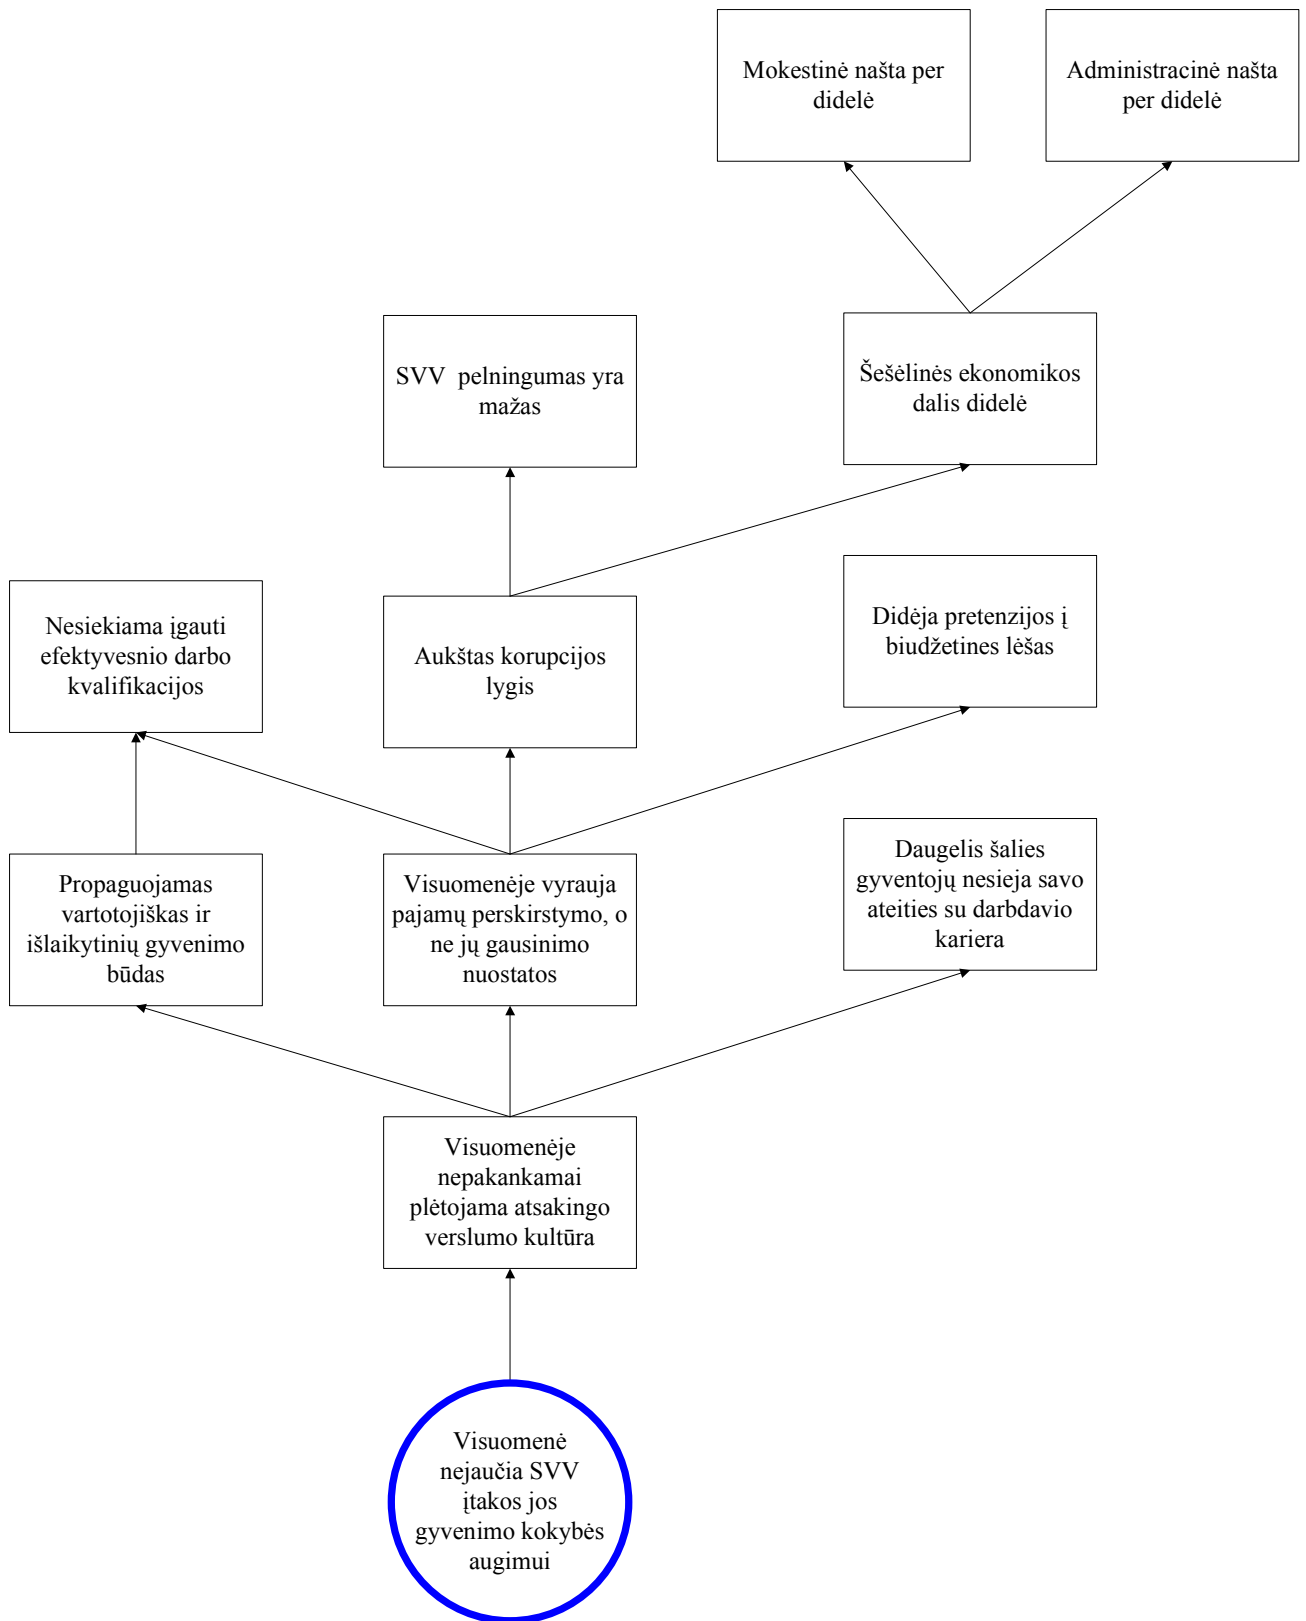 Mokestinė našta per
didelė
Administracinė našta
per didelė
SVV  pelningumas yra
mažas
Šešėlinės ekonomikos
dalis didelė
Nesiekiama įgauti
efektyvesnio darbo
kvalifikacijos
Aukštas korupcijos
lygis
Didėja pretenzijos į
biudžetines lėšas
Propaguojamas
vartotojiškas ir
išlaikytinių gyvenimo
būdas
Visuomenėje vyrauja
pajamų perskirstymo, o
ne jų gausinimo
nuostatos
Daugelis šalies
gyventojų nesieja savo
ateities su darbdavio
kariera
Visuomenėje
nepakankamai
plėtojama atsakingo
verslumo kultūra
Visuomenė
nejaučia SVV
įtakos jos
gyvenimo kokybės
augimui